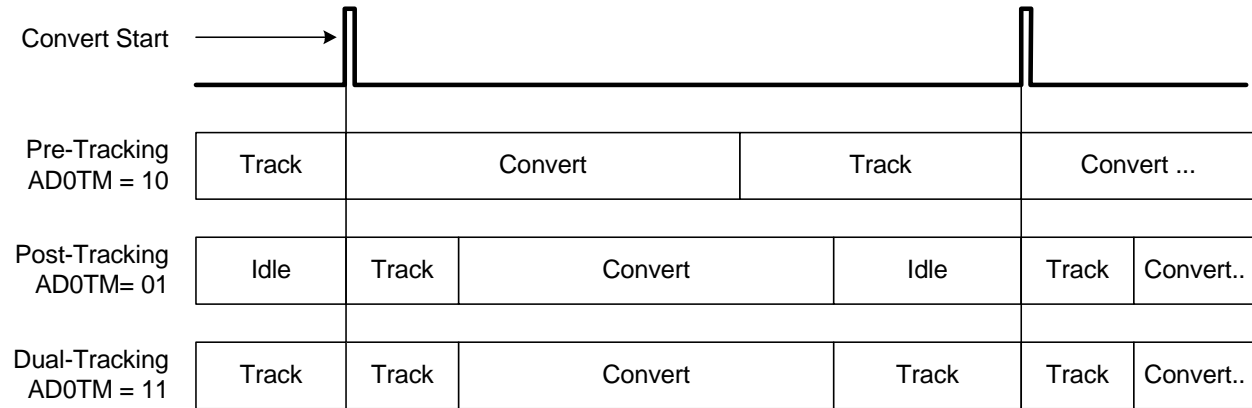 Convert Start
Pre-Tracking
AD0TM = 10
Track Convert Track Convert ...
Post-Tracking
AD0TM= 01
Idle Track Convert Idle Track Convert..
Dual-Tracking
AD0TM = 11
Track Track Convert Track Track Convert..